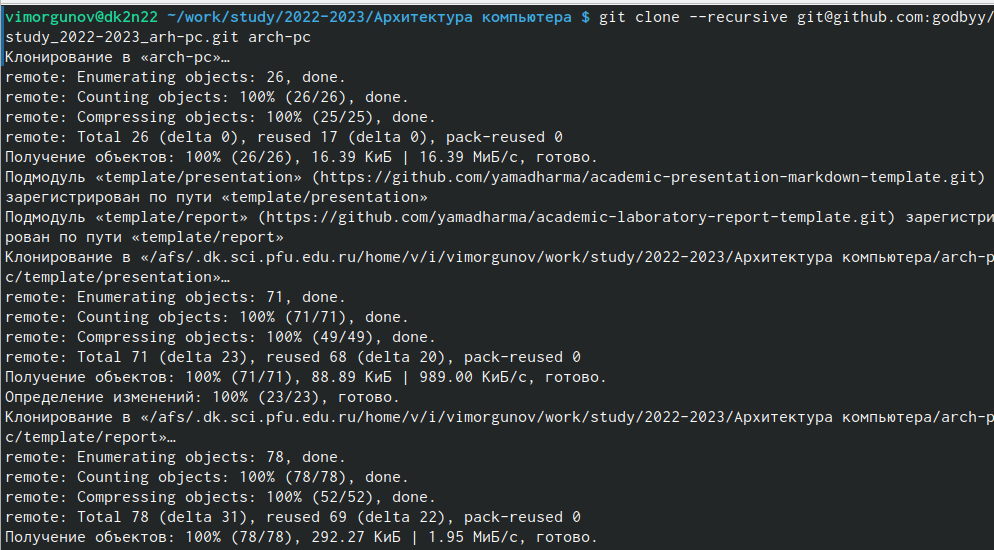 vimorgunov@dk2n22 ~/work/study/2022-2023/Архитектура компьютера $ git clone --recursive git@github.com:godbyy/
study_2022-2023_arh-pc.git arch-pc
Клонирование в «arch-pc»…
remote: Enumerating objects: 26, done.
remote: Counting objects: 100% (26/26), done.
remote: Compressing objects: 100% (25/25), done.
remote: Total 26 (delta 0), reused 17 (delta 0), pack-reused 0
Получение объектов: 100% (26/26), 16.39 КиБ | 16.39 МиБ/с, готово.
Подмодуль «template/presentation» (https://github.com/yamadharma/academic-presentation-markdown-template.git)
зарегистрирован по пути «template/presentation»
Подмодуль «template/report» (https://github.com/yamadharma/academic-laboratory-report-template.git) зарегистри
рован по пути «template/report»
Клонирование в «/afs/.dk.sci.pfu.edu.ru/home/v/i/vimorgunov/work/study/2022-2023/Архитектура компьютера/arch-p
c/template/presentation»…
remote: Enumerating objects: 71, done.
remote: Counting objects: 100% (71/71), done.
remote: Compressing objects: 100% (49/49), done.
remote: Total 71 (delta 23), reused 68 (delta 20), pack-reused 0
Получение объектов: 100% (71/71), 88.89 КиБ | 989.00 КиБ/с, готово.
Определение изменений: 100% (23/23), готово.
Клонирование в «/afs/.dk.sci.pfu.edu.ru/home/v/i/vimorgunov/work/study/2022-2023/Архитектура компьютера/arch-p
c/template/report»…
remote: Enumerating objects: 78, done.
remote: Counting objects: 100% (78/78), done.
remote: Compressing objects: 100% (52/52), done.
remote: Total 78 (delta 31), reused 69 (delta 22), pack-reused 0
Получение объектов: 100% (78/78), 292.27 КиБ | 1.95 МиБ/с, готово.